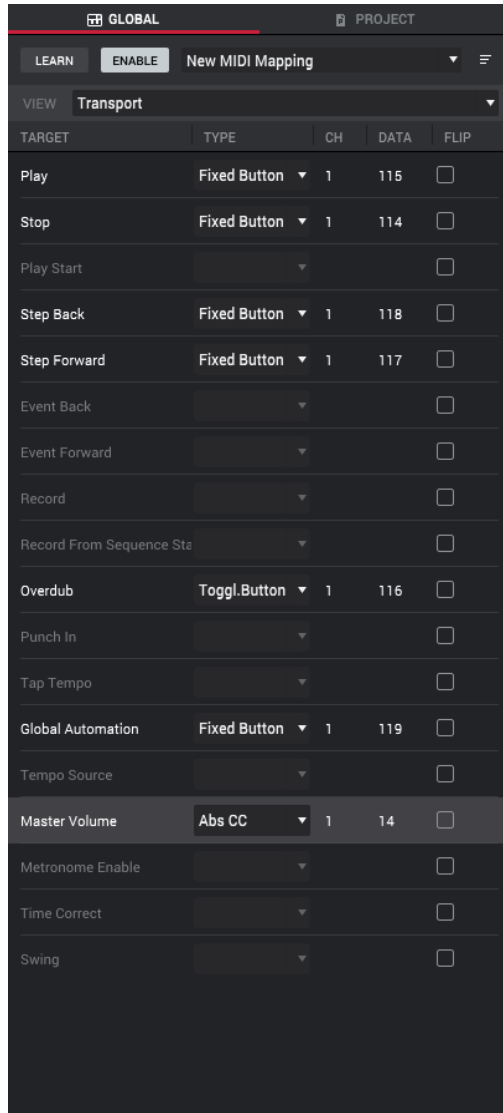 GLOBAL PROJECT
LEARN ENABLE New MIDI Mapping
VIEW Transport
TARGET TYPE CH DATA FLIP
Play Fixed Button 1 115
Stop Fixed Button 1 114
Play Start
Step Back Fixed Button 1 118
Step Forward Fixed Button 1 117
Event Back
Event Forward
Record
Record From Sequence Sta
Overdub Toggl.Button 1 116
Punch In
Tap Tempo
Global Automation Fixed Button 1 119
Tempo Source
Master Volume Abs CC 1 14
Metronome Enable
Time Correct
Swing